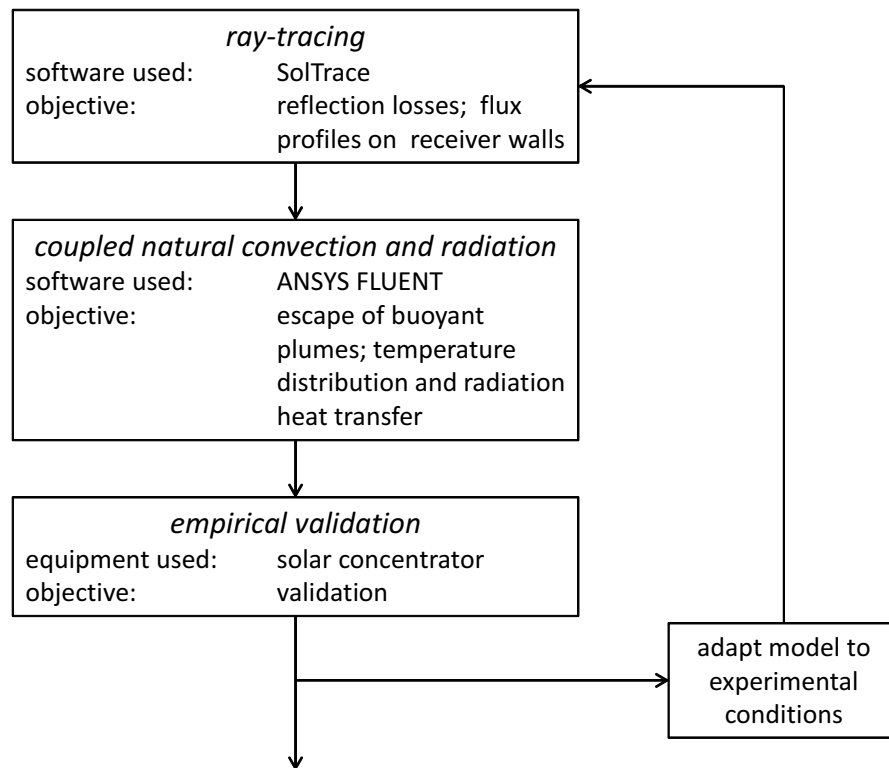 ray-tracing
software used: SolTrace
objective: reflection losses; flux
profiles on receiver walls
coupled natural convection and radiation
software used: ANSYS FLUENT
objective: escape of buoyant
plumes; temperature
distribution and radiation
heat transfer
empirical validation
equipment used: solar concentrator
objective: validation
adapt model to
experimental
conditions